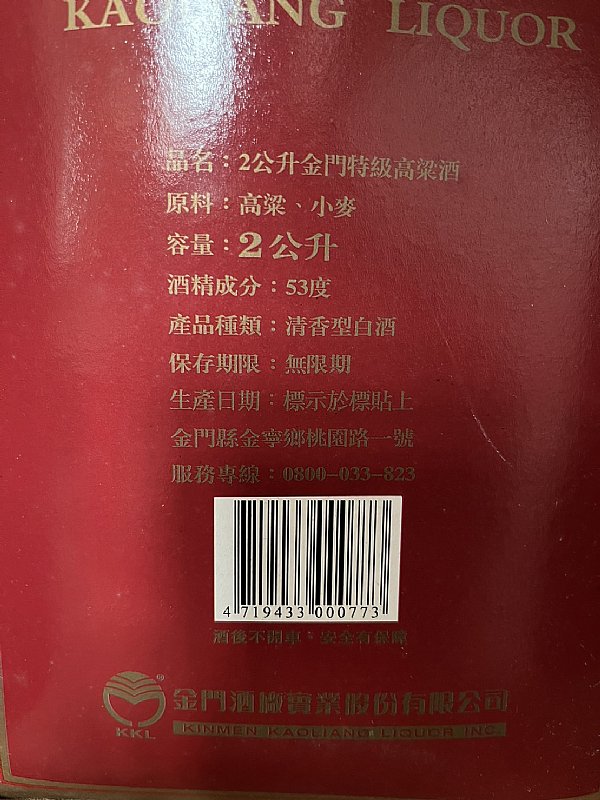 KAOLIANG LIQUOR
品名：2公升金門特級高粱酒
原料：高粱、小麥
容量：2公升
酒精成分：53度
產品種類：清香型白酒
保存期限：無限期
生產日期：標示於標貼上
金門縣金寧鄉桃園路一號
服務專線：0800-033-823
4 719433 000773
酒後不開車，安全有保障
® 金門酒廠實業股份有限公司
KKL KINMEN KAOLIANG LIQUOR INC.